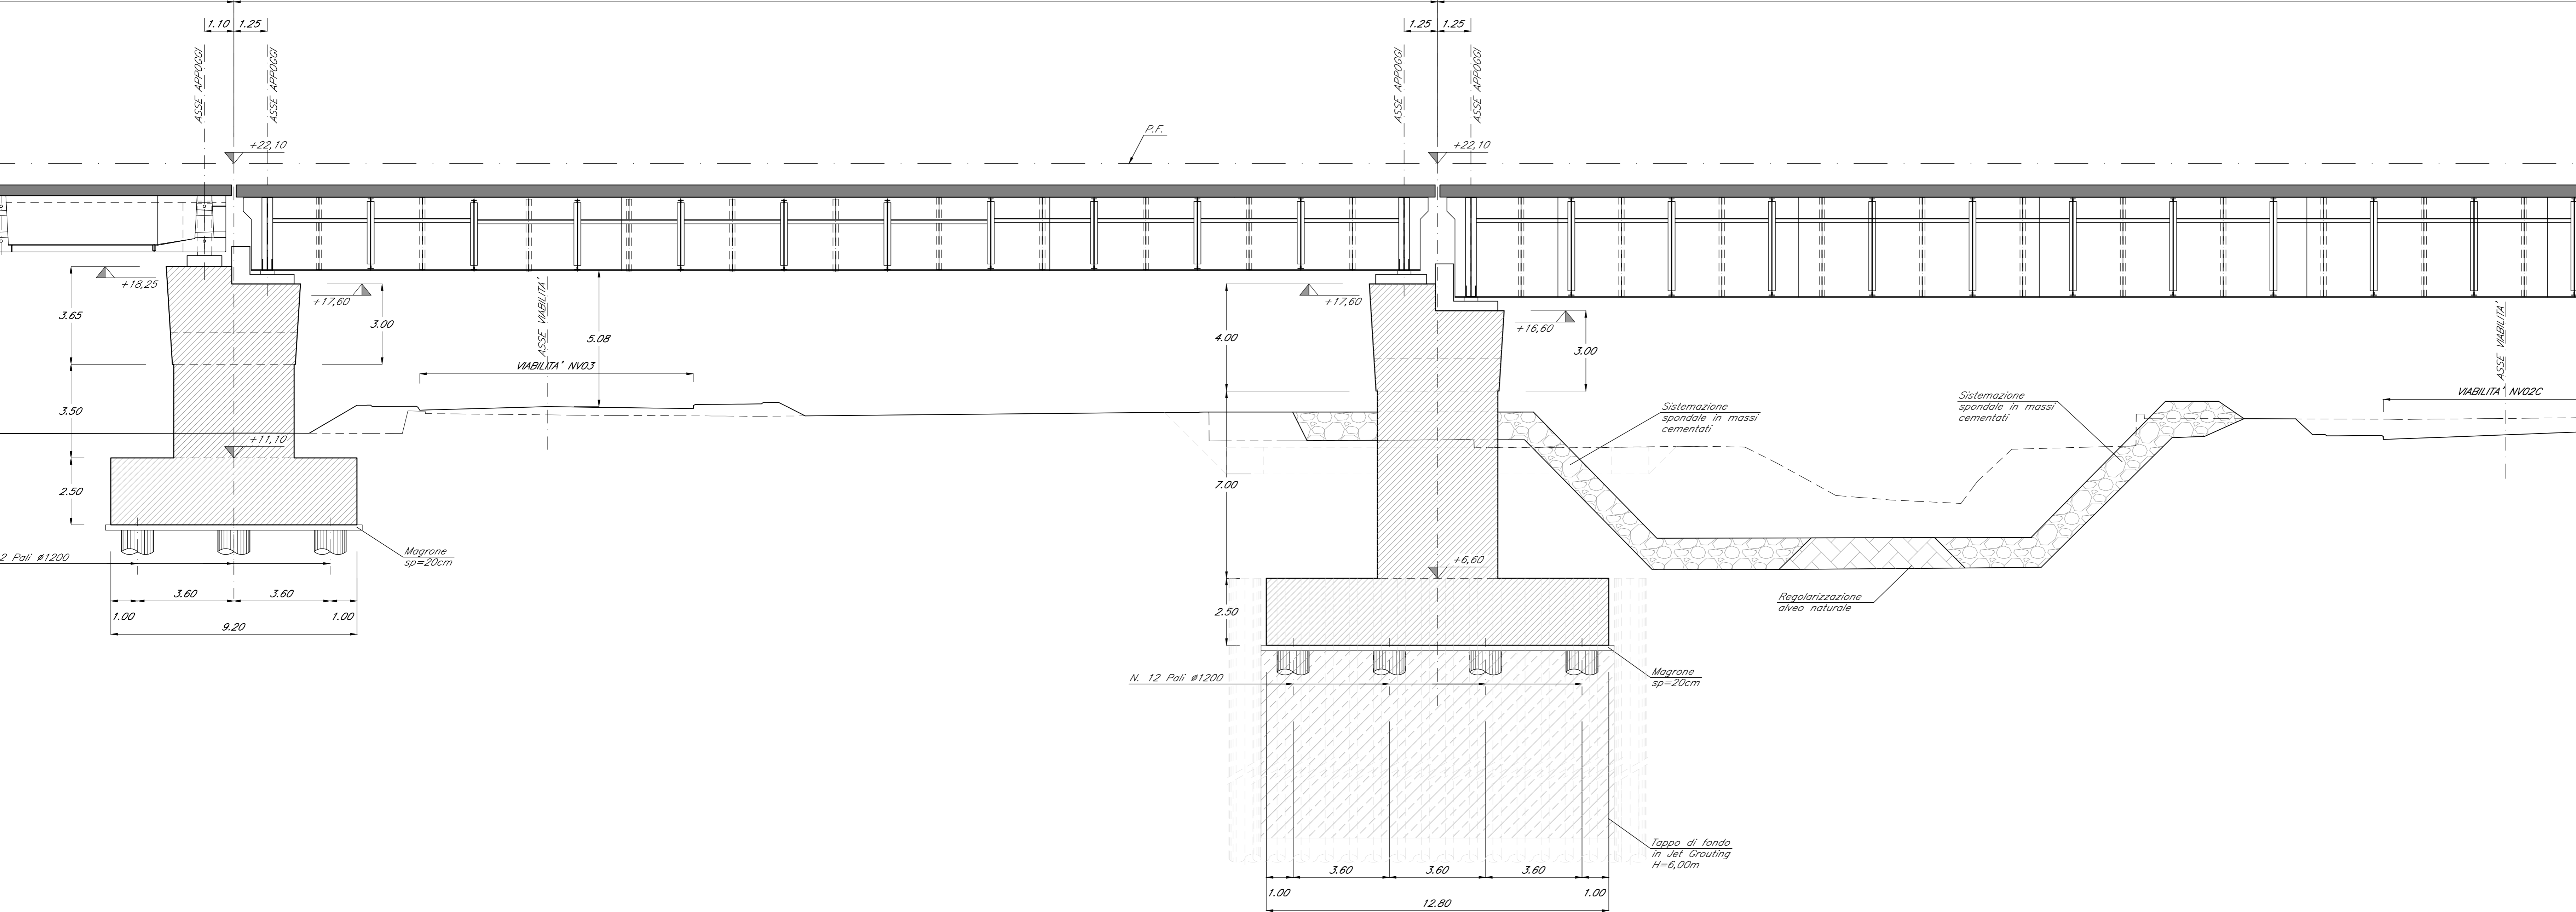 1.10 1.25
1.25 1.25
ASSE APPOGGI
ASSE APPOGGI
ASSE APPOGGI
ASSE APPOGGI
P.F.
+22,10
+22,10
+18,25
+17,60
+17,60
+16,60
3.65
3.00
5.08
4.00
3.00
ASSE VIABILITA'
ASSE VIABILITA'
VIABILITA' NV03
VIABILITA' NV02C
Sistemazione
spondale in massi
cementati
Sistemazione
spondale in massi
cementati
3.50
+11,10
2.50
7.00
Magrone
sp=20cm
2 Pali ø1200
+6,60
3.60 3.60
1.00 1.00
9.20
2.50
Regolarizzazione
alveo naturale
N. 12 Pali ø1200
Magrone
sp=20cm
Tappo di fondo
in Jet Grouting
H=6,00m
3.60 3.60 3.60
1.00 1.00
12.80